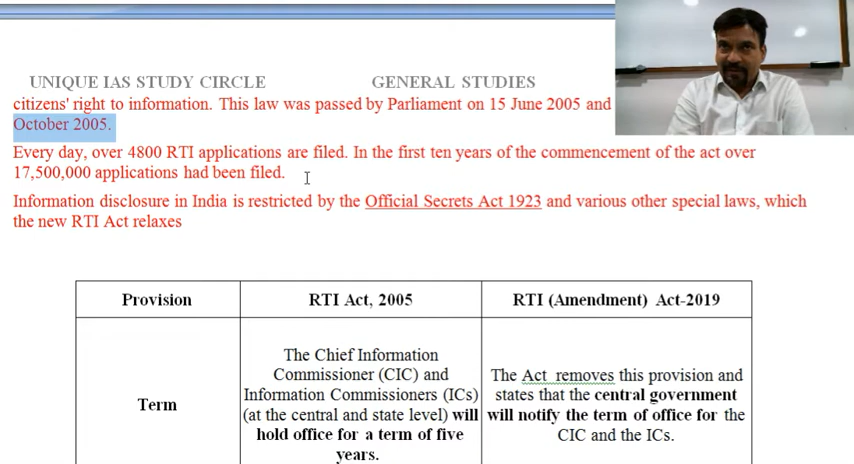 UNIQUE IAS STUDY CIRCLE GENERAL STUDIES
citizens' right to information. This law was passed by Parliament on 15 June 2005 and
October 2005.
Every day, over 4800 RTI applications are filed. In the first ten years of the commencement of the act over
17,500,000 applications had been filed.
Information disclosure in India is restricted by the Official Secrets Act 1923 and various other special laws, which
the new RTI Act relaxes
Provision
RTI Act, 2005
RTI (Amendment) Act-2019
Term
The Chief Information
Commissioner (CIC) and
Information Commissioners (ICs)
(at the central and state level) will
hold office for a term of five
years.
The Act removes this provision and
states that the central government
will notify the term of office for the
CIC and the ICs.